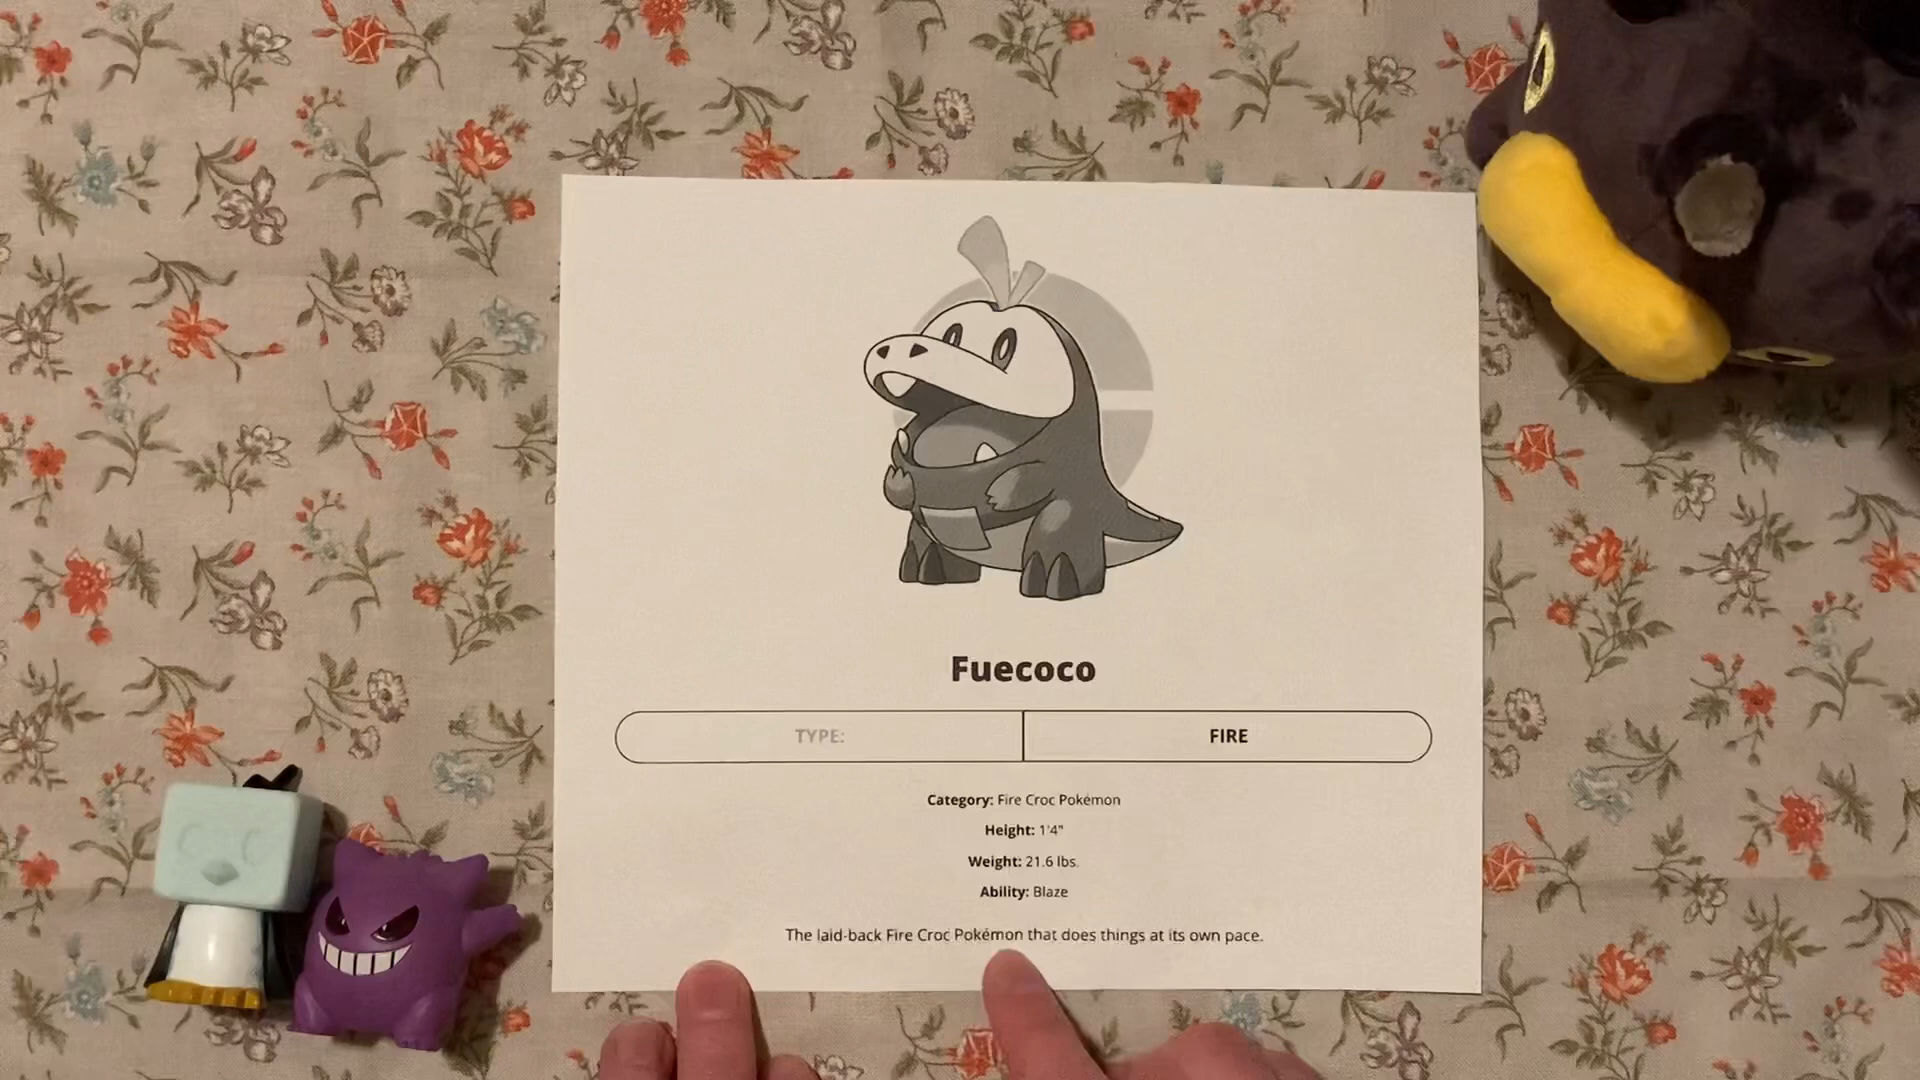 Fuecoco
TYPE: FIRE
Category: Fire Croc Pokémon
Height: 1'4"
Weight: 21.6 lbs.
Ability: Blaze
The laid-back Fire Croc Pokémon that does things at its own pace.